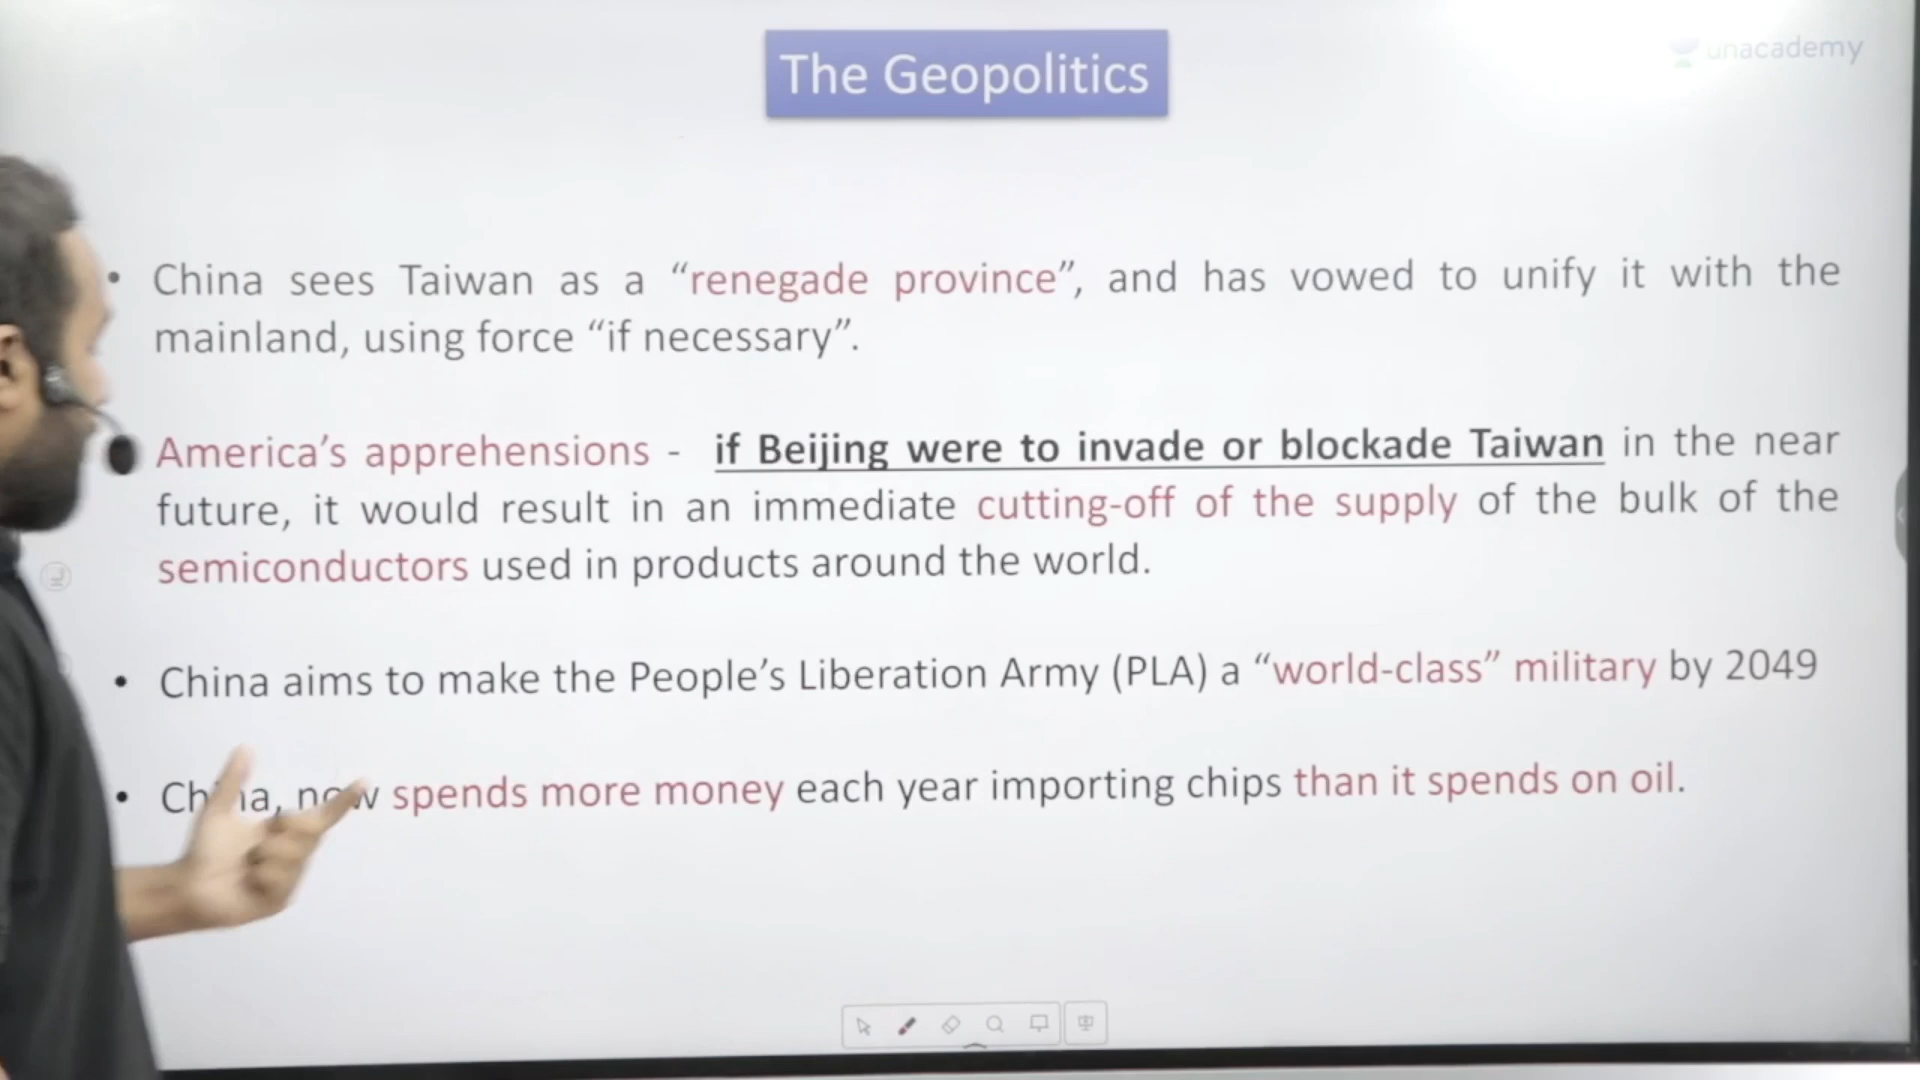 The Geopolitics
unacademy
• China sees Taiwan as a “renegade province”, and has vowed to unify it with the
mainland, using force “if necessary”.
America’s apprehensions - if Beijing were to invade or blockade Taiwan in the near
future, it would result in an immediate cutting-off of the supply of the bulk of the
semiconductors used in products around the world.
• China aims to make the People’s Liberation Army (PLA) a “world-class” military by 2049
• China, now spends more money each year importing chips than it spends on oil.